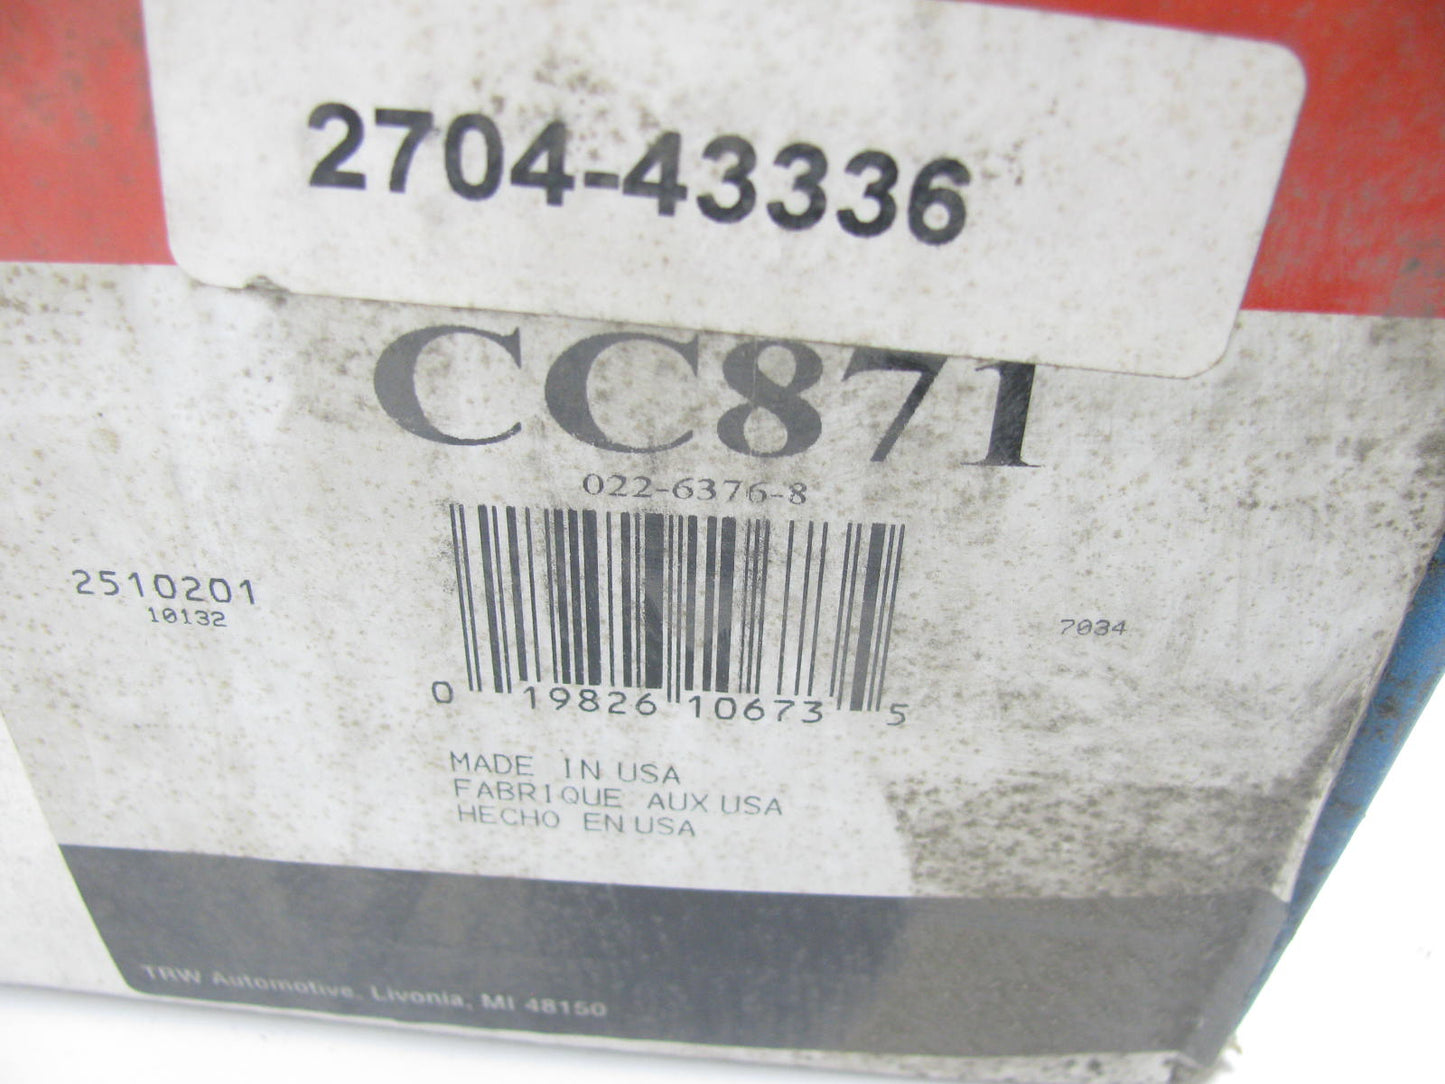 2704-43336
CC871
022-6376-8
2510201
10132
7034
0 19826 10673 5
MADE IN USA
FABRIQUE AUX USA
HECHO EN USA
TRW Automotive, Livonia, MI 48150